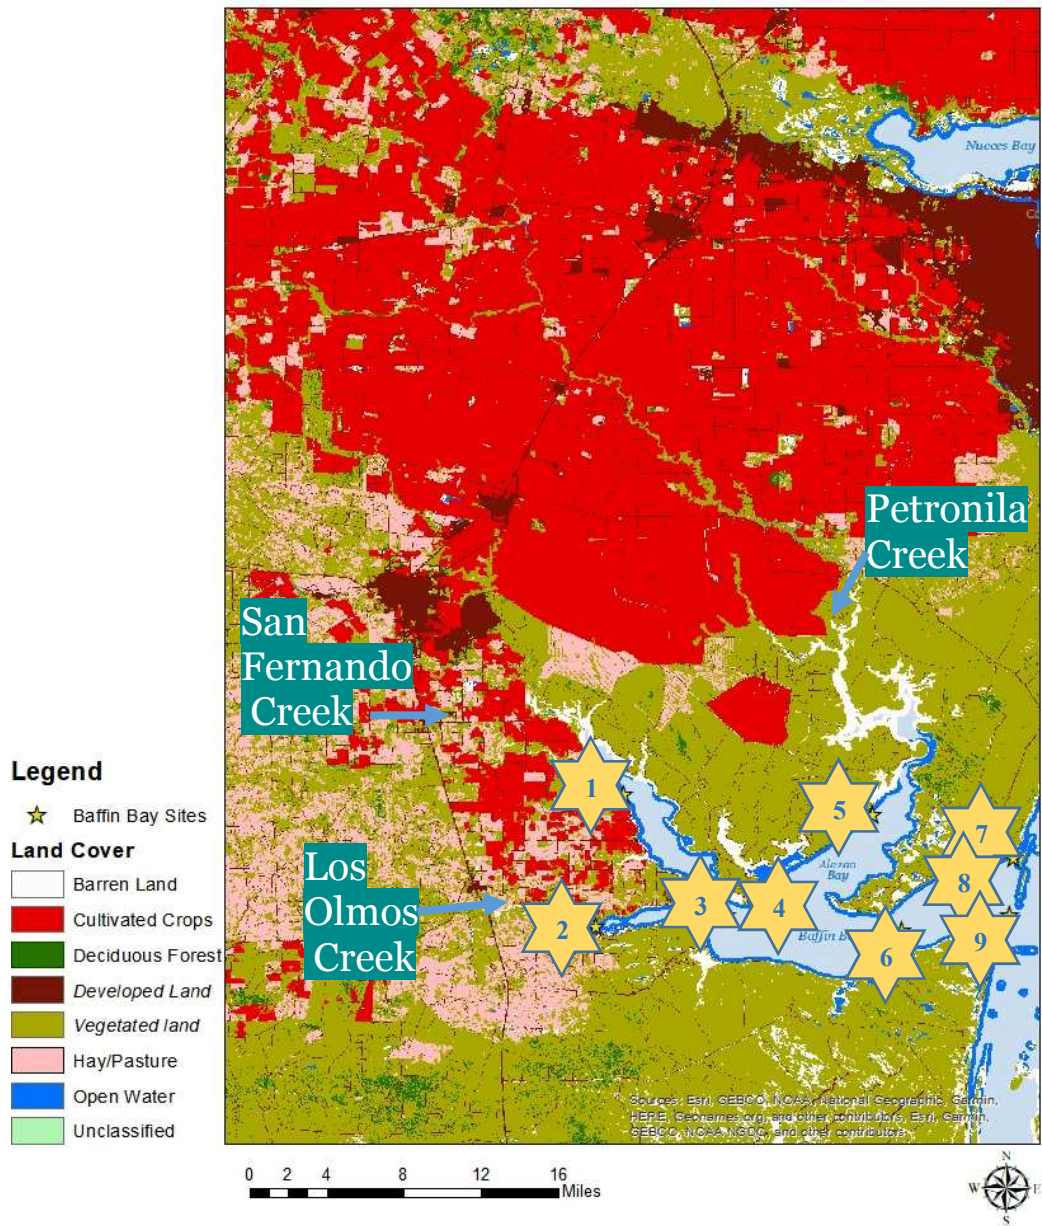 Nueces Bay
Petronila
Creek
San
Fernando
Creek
Legend
Baffin Bay Sites
Land Cover
Barren Land
Cultivated Crops
Deciduous Forest
Developed Land
Vegetated land
Hay/Pasture
Open Water
Unclassified
Los
Olmos
Creek
1
2
3
4
5
6
7
8
9
Alazan
Bay
Baffin B
Sources: Esri, GEBCO, NOAA, National Geographic, Garmin,
HERE, Geonames.org, and other contributors, Esri, Garmin,
GEBCO, NOAA NGDC, and other contributors
0 2 4 8 12 16
Miles
N
W E
S